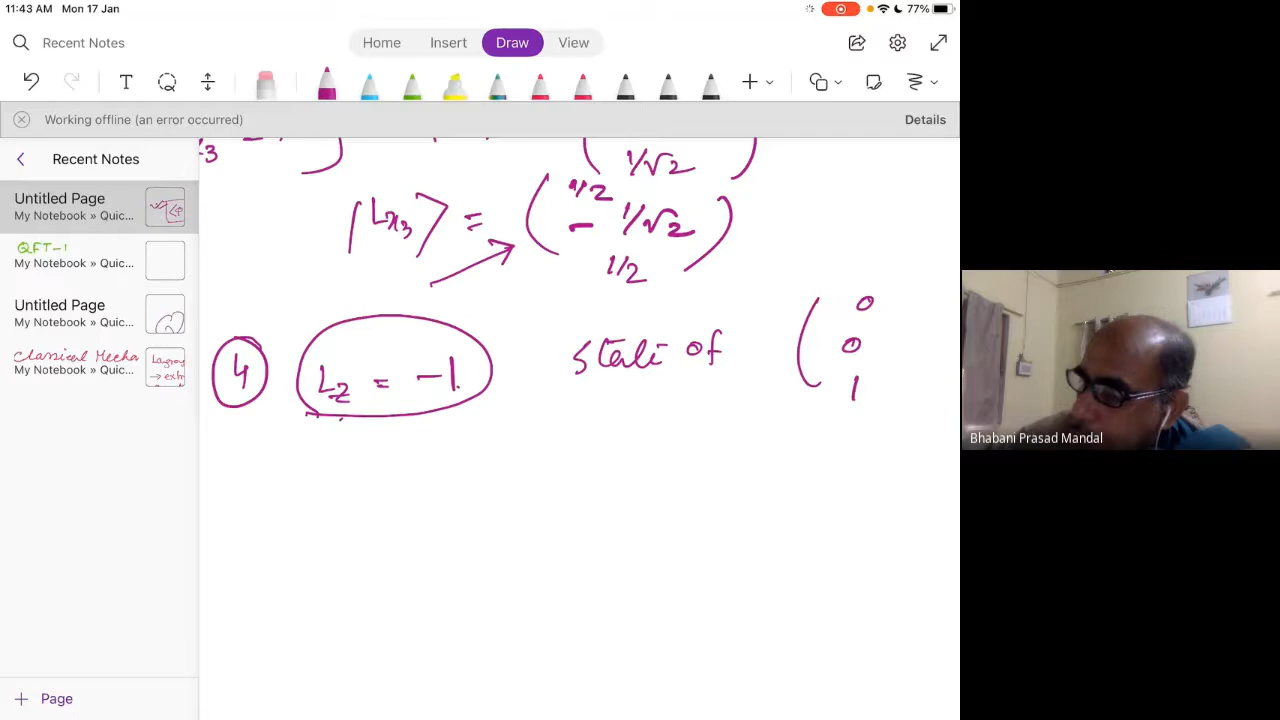 11:43 AM Mon 17 Jan
77%
Recent Notes
Home Insert Draw View
Working offline (an error occurred)
Details
Recent Notes
Untitled Page
My Notebook » Quic...
QFT-1
My Notebook » Quic...
Untitled Page
My Notebook » Quic...
Classical Mecha
My Notebook » Quic...
Page
1/√2
|Lx3⟩ = ( 1/2
- 1/√2
1/2 )
4 Lz = -1 state of ( 0
0
1
Bhabani Prasad Mandal